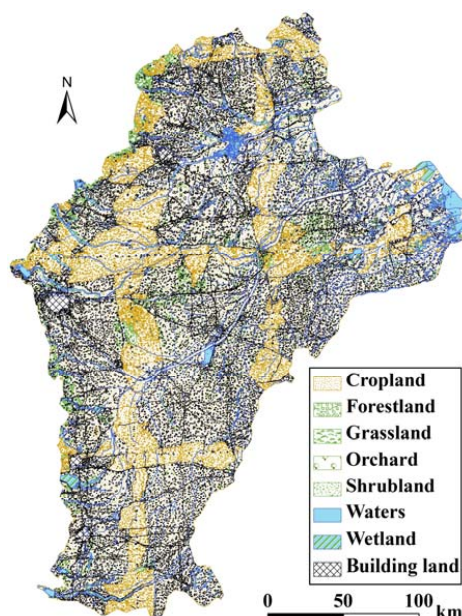 N
Cropland
Forestland
Grassland
Orchard
Shrubland
Waters
Wetland
Building land
0 50 100
km